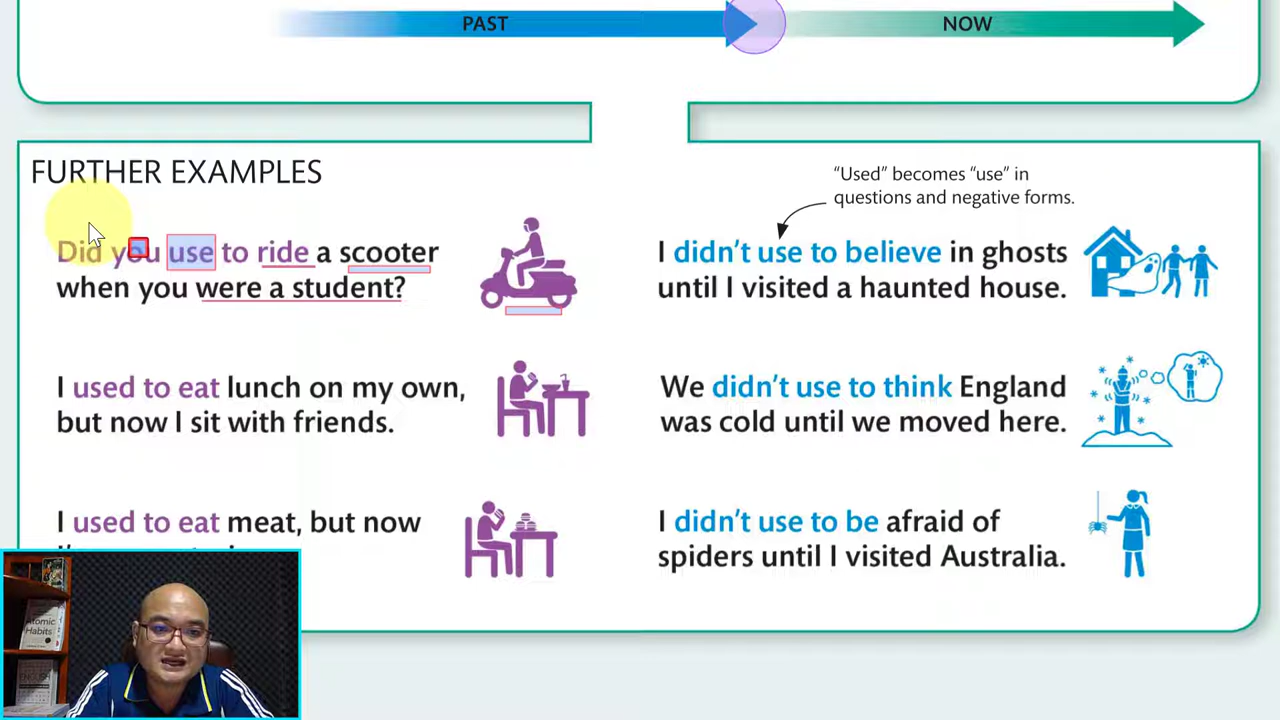 PAST
NOW
FURTHER EXAMPLES
Did you use to ride a scooter
when you were a student?
I used to eat lunch on my own,
but now I sit with friends.
I used to eat meat, but now
"Used" becomes "use" in
questions and negative forms.
I didn't use to believe in ghosts
until I visited a haunted house.
We didn't use to think England
was cold until we moved here.
I didn't use to be afraid of
spiders until I visited Australia.
Atomic
Habits
ENGLISH